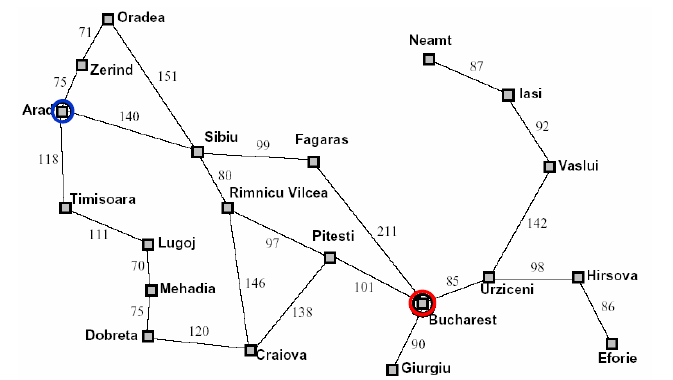 71
Oradea
Neamt
87
75
Zerind
151
Iasi
Arad
140
92
Sibiu
Fagaras
99
118
80
Vaslui
Timisoara
Rimnicu Vilcea
111
Lugoj
97
Pitesti
211
142
70
Mehadia
146
98
Hirsova
101
85
Urziceni
75
138
86
Dobreta
120
Bucharest
90
Craiova
Eforie
Giurgiu